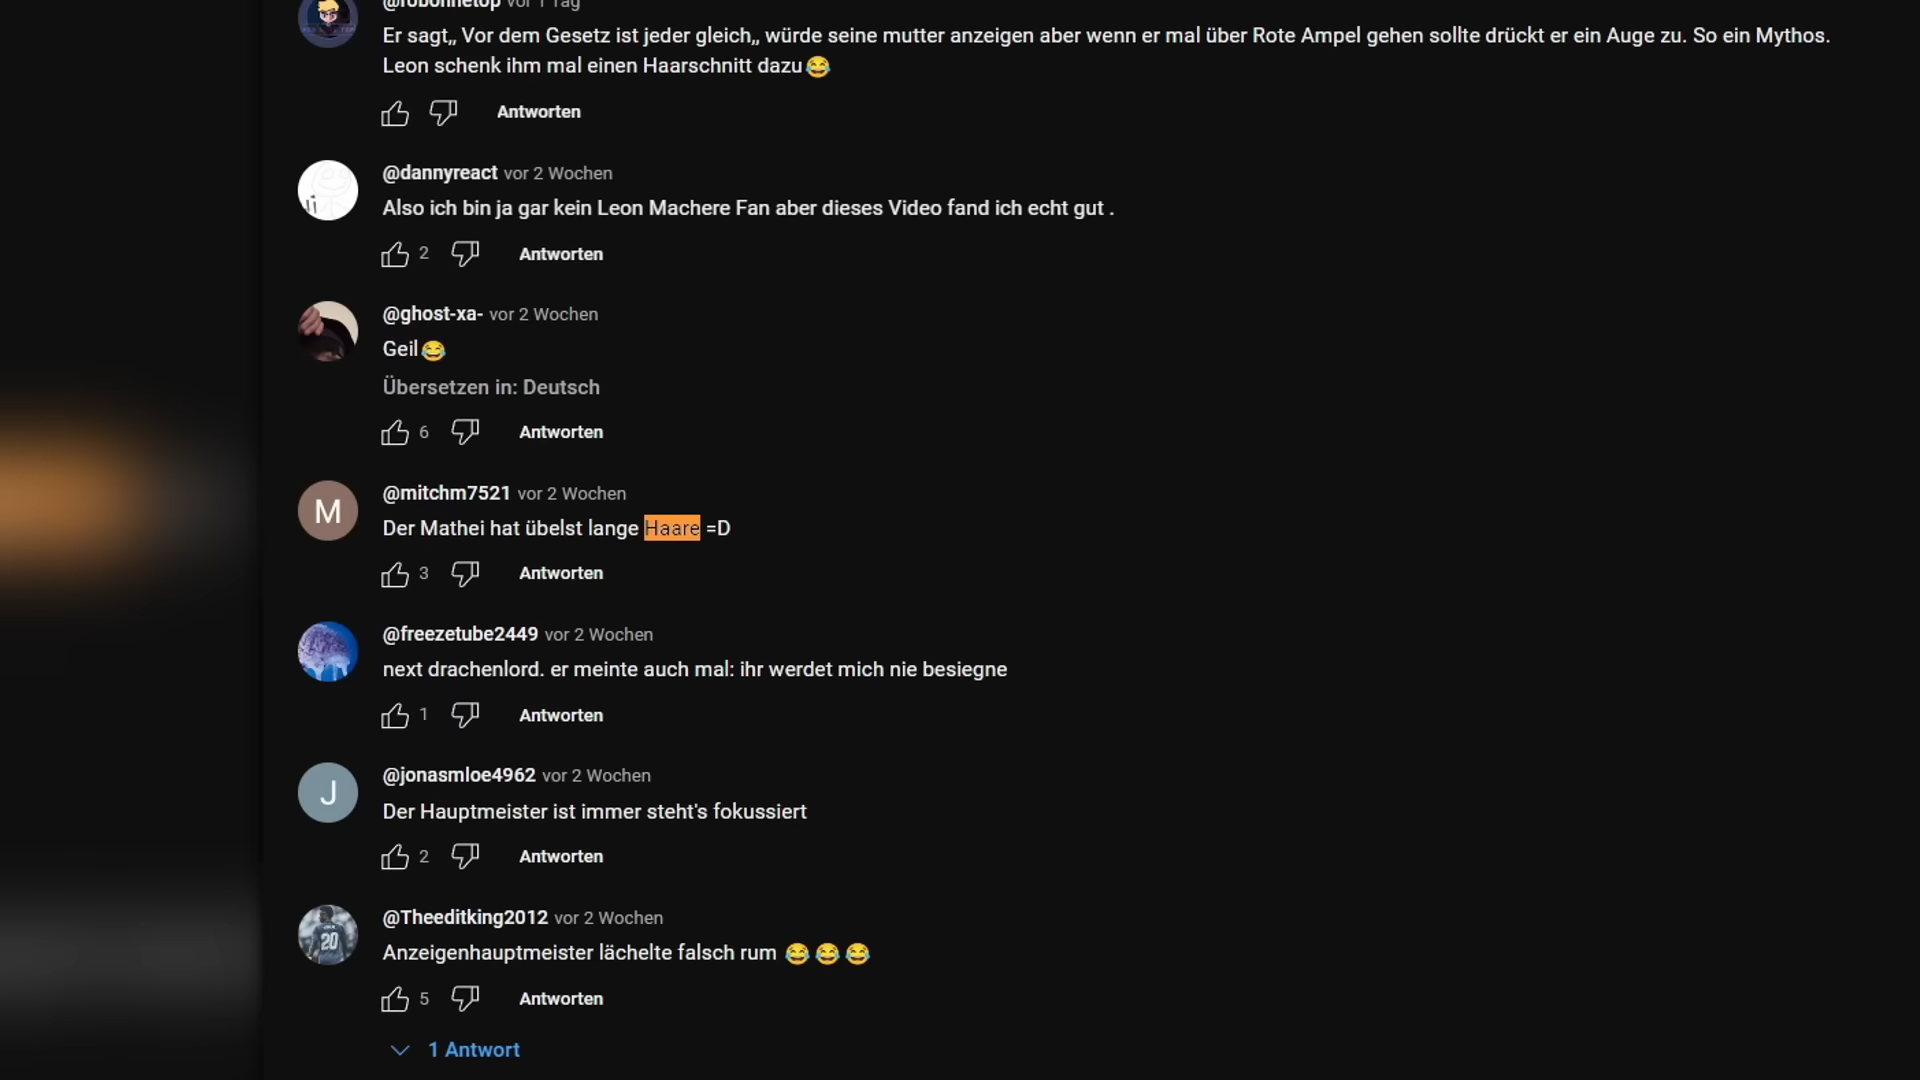 @robonnetop vor 1 Tag
Er sagt,, Vor dem Gesetz ist jeder gleich,, würde seine mutter anzeigen aber wenn er mal über Rote Ampel gehen sollte drückt er ein Auge zu. So ein Mythos.
Leon schenk ihm mal einen Haarschnitt dazu😂
Antworten
@dannyreact vor 2 Wochen
Also ich bin ja gar kein Leon Machere Fan aber dieses Video fand ich echt gut .
2 Antworten
@ghost-xa- vor 2 Wochen
Geil😂
Übersetzen in: Deutsch
6 Antworten
M
@mitchm7521 vor 2 Wochen
Der Mathei hat übelst lange Haare =D
3 Antworten
@freezetube2449 vor 2 Wochen
next drachenlord. er meinte auch mal: ihr werdet mich nie besiegne
1 Antworten
J
@jonasmloe4962 vor 2 Wochen
Der Hauptmeister ist immer steht's fokussiert
2 Antworten
20
@Theeditking2012 vor 2 Wochen
Anzeigenhauptmeister lächelte falsch rum 😂😂😂
5 Antworten
1 Antwort